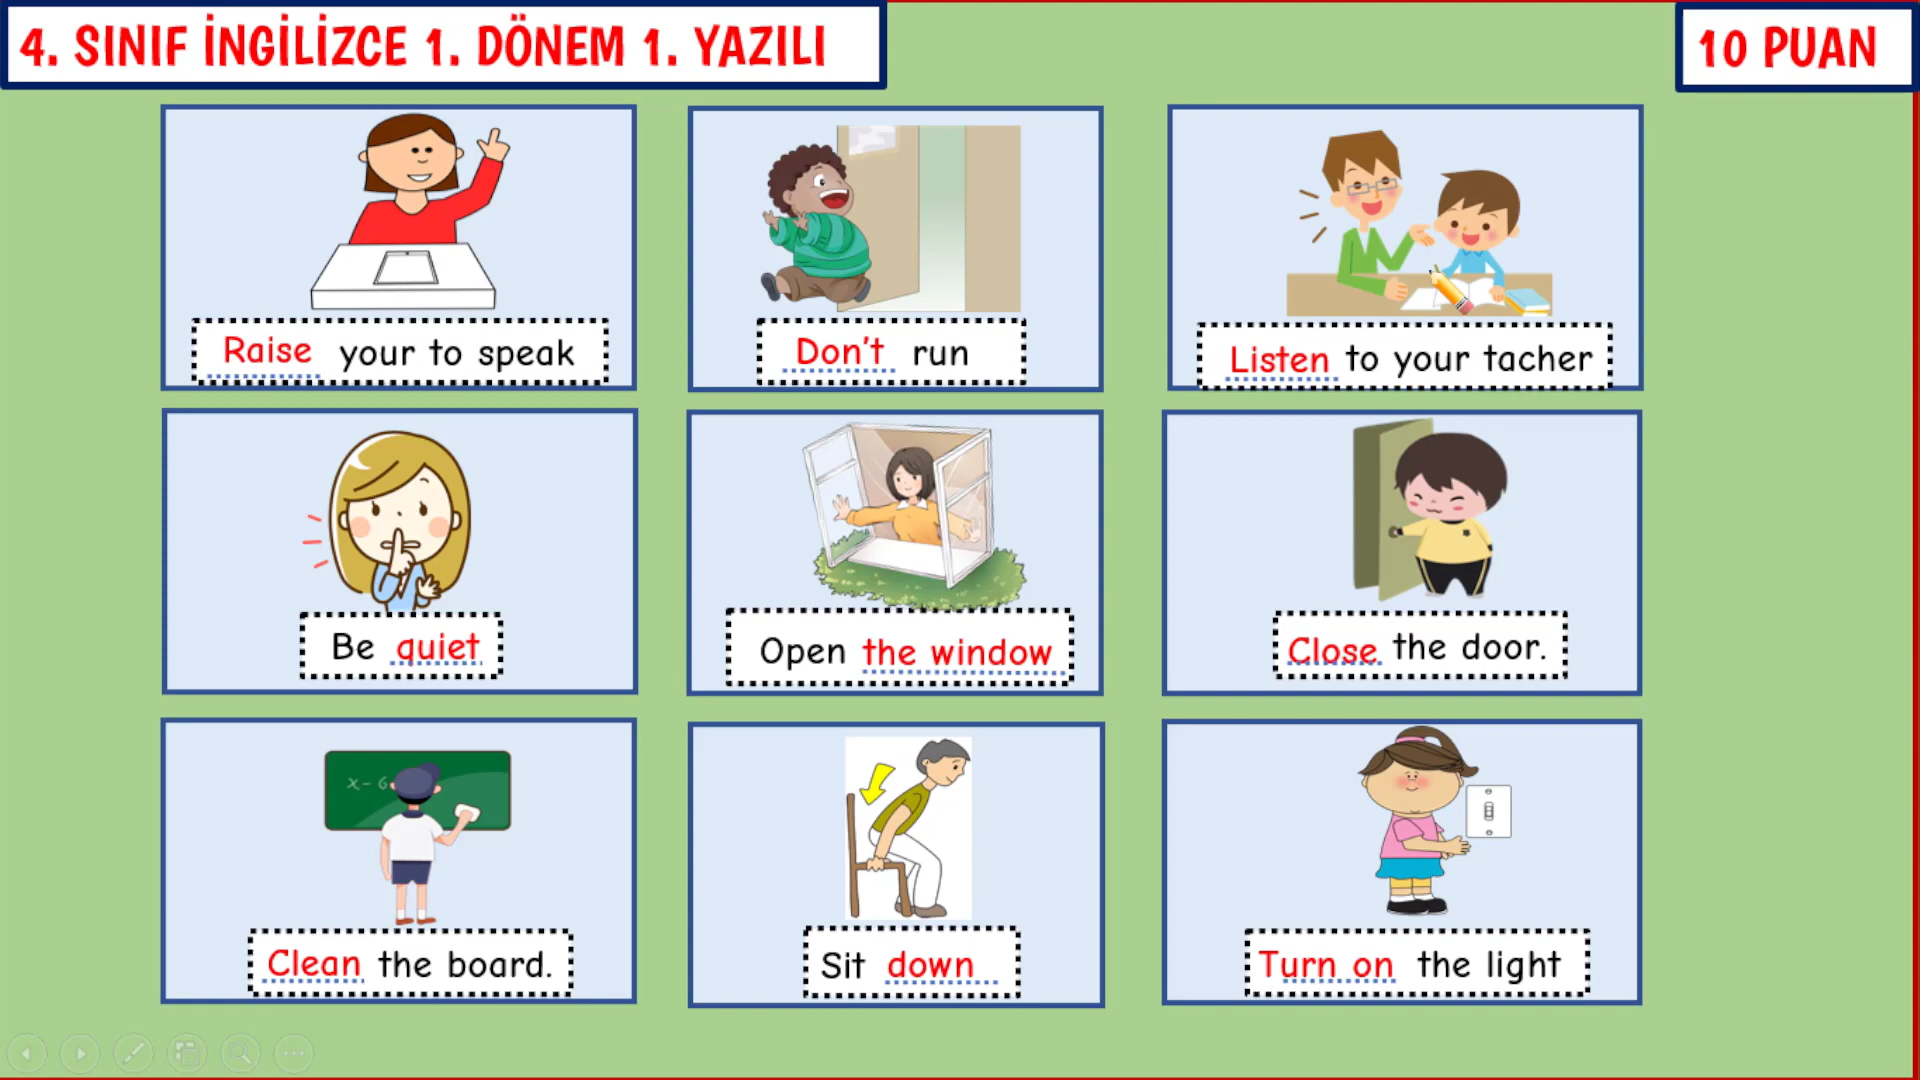 4. SINIF İNGİLİZCE 1. DÖNEM 1. YAZILI
10 PUAN
Raise your to speak
Don't run
Listen to your tacher
Be quiet
Open the window
Close the door.
x - 6
Clean the board.
Sit down
Turn on the light